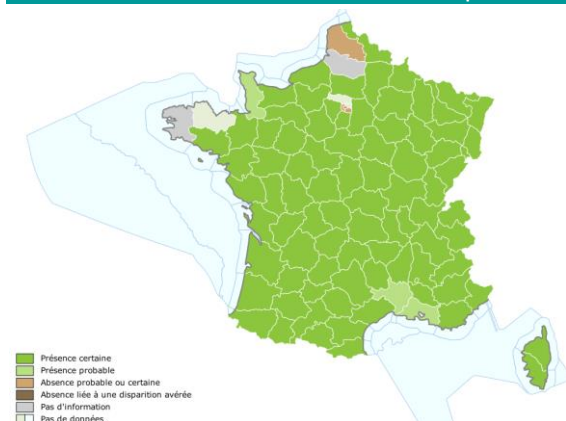 Présence certaine
Présence probable
Absence probable ou certaine
Absence liée à une disparition avérée
Pas d'information
Pas de données